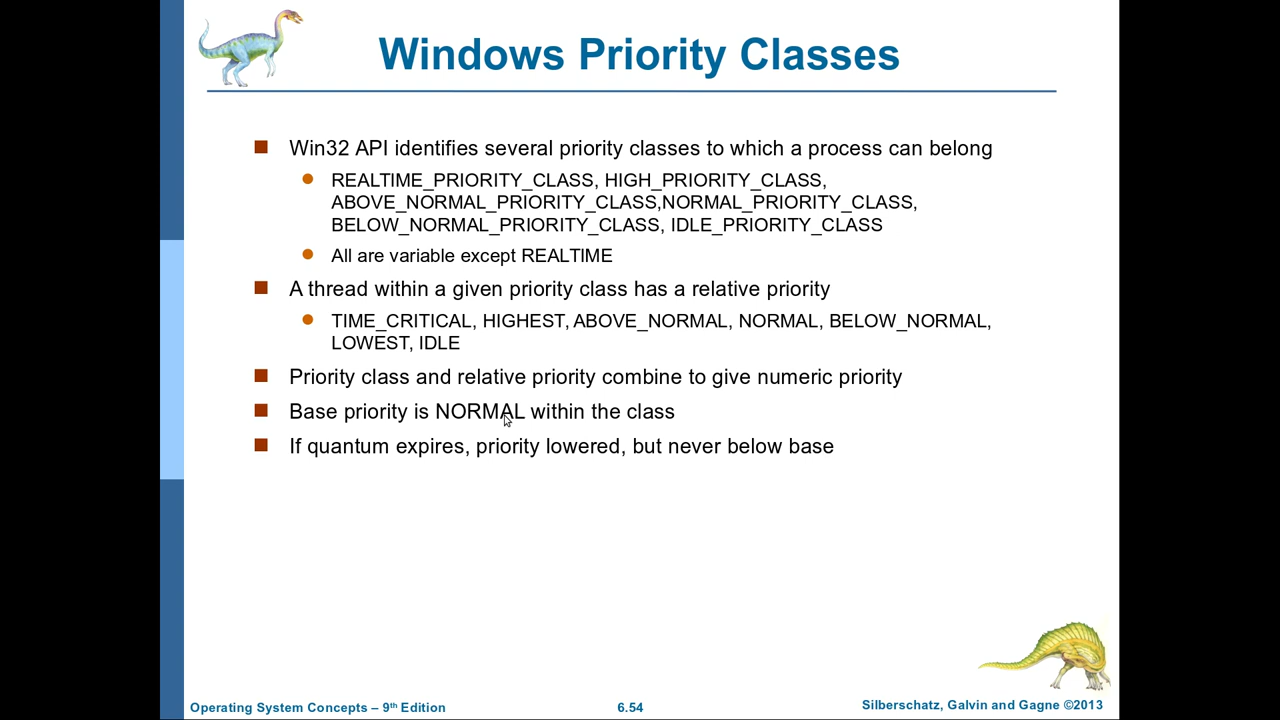 Windows Priority Classes
Win32 API identifies several priority classes to which a process can belong
REALTIME_PRIORITY_CLASS, HIGH_PRIORITY_CLASS,
ABOVE_NORMAL_PRIORITY_CLASS,NORMAL_PRIORITY_CLASS,
BELOW_NORMAL_PRIORITY_CLASS, IDLE_PRIORITY_CLASS
All are variable except REALTIME
A thread within a given priority class has a relative priority
TIME_CRITICAL, HIGHEST, ABOVE_NORMAL, NORMAL, BELOW_NORMAL,
LOWEST, IDLE
Priority class and relative priority combine to give numeric priority
Base priority is NORMAL within the class
If quantum expires, priority lowered, but never below base
Operating System Concepts – 9th Edition
6.54
Silberschatz, Galvin and Gagne ©2013